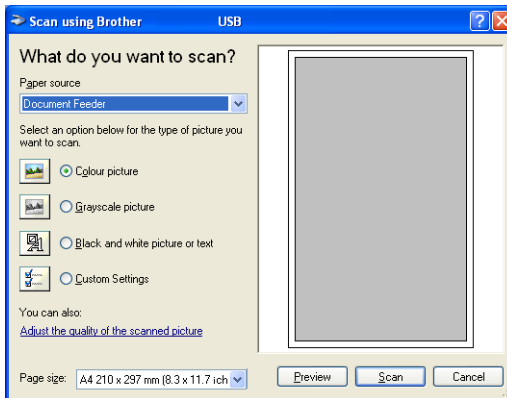 Scan using Brother USB
What do you want to scan?
Paper source
Document Feeder
Select an option below for the type of picture you
want to scan.
Colour picture
Grayscale picture
Black and white picture or text
Custom Settings
You can also:
Adjust the quality of the scanned picture
Page size: A4 210 x 297 mm (8.3 x 11.7 ich
Preview Scan Cancel